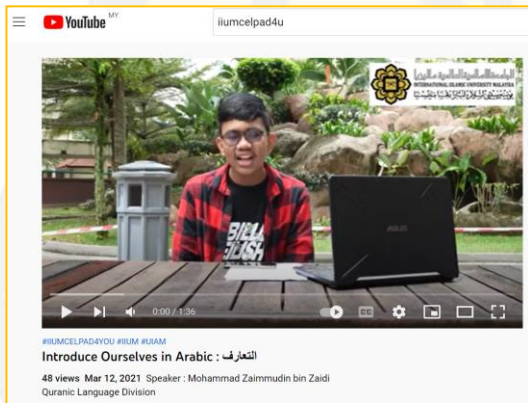 YouTube MY
iiumcelpad4u
INTERNATIONAL ISLAMIC UNIVERSITY MALAYSIA
ASUS
0:00 / 1:36
CC
#IIUMCELPAD4YOU #IIUM #UIAM
Introduce Ourselves in Arabic : التعارف
48 views Mar 12, 2021 Speaker : Mohammad Zaimmudin bin Zaidi
Quranic Language Division